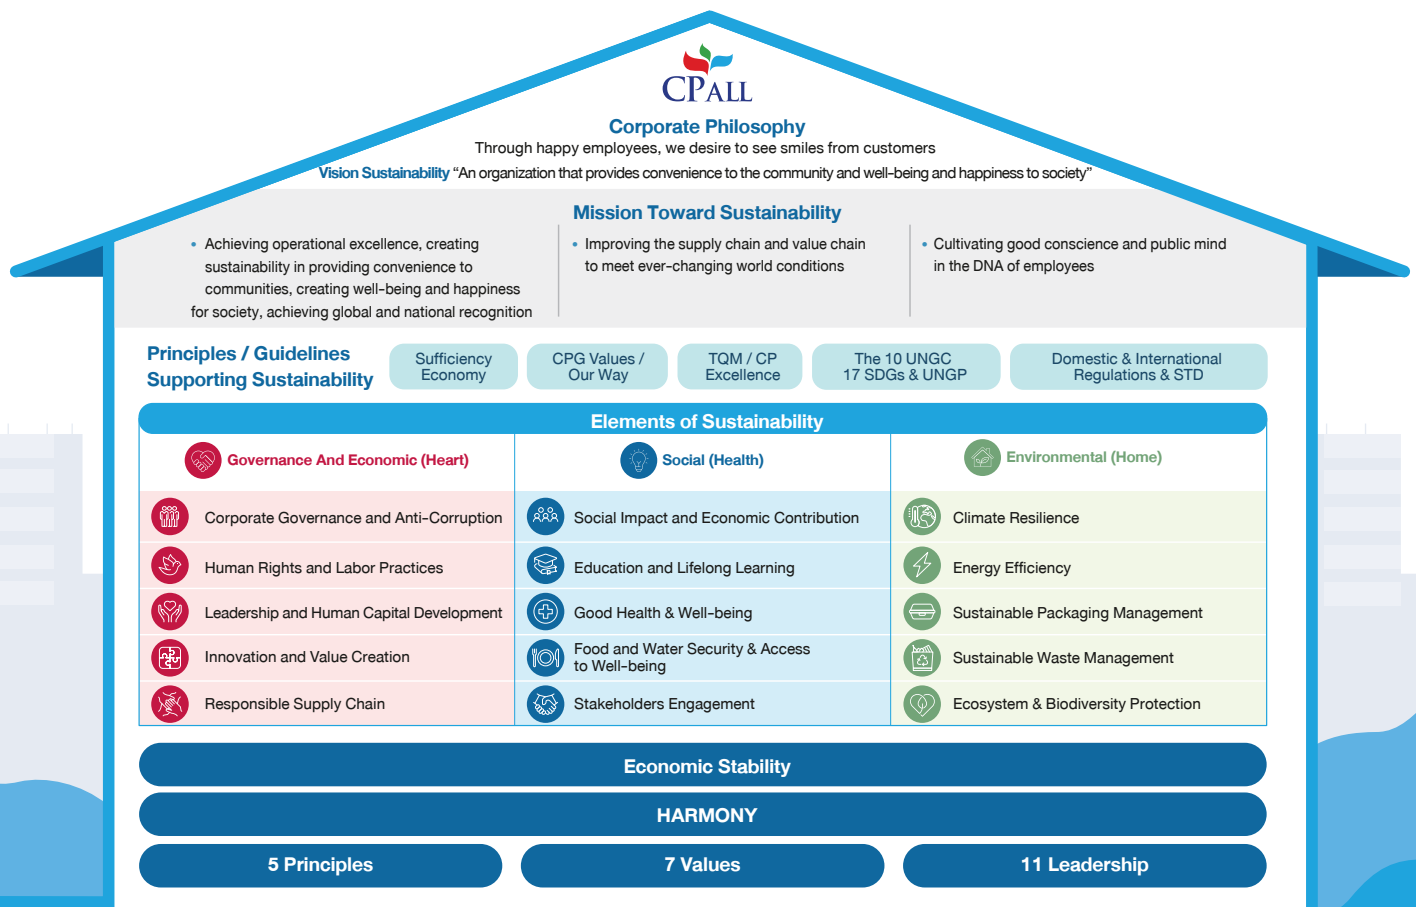 CPALL
Corporate Philosophy
Through happy employees, we desire to see smiles from customers
Vision Sustainability “An organization that provides convenience to the community and well-being and happiness to society”
Mission Toward Sustainability
• Achieving operational excellence, creating
sustainability in providing convenience to
communities, creating well-being and happiness
for society, achieving global and national recognition
• Improving the supply chain and value chain
to meet ever-changing world conditions
• Cultivating good conscience and public mind
in the DNA of employees
Principles / Guidelines
Supporting Sustainability
Sufficiency
Economy
CPG Values /
Our Way
TQM / CP
Excellence
The 10 UNGC
17 SDGs & UNGP
Domestic & International
Regulations & STD
Elements of Sustainability
Governance And Economic (Heart)
Corporate Governance and Anti-Corruption
Human Rights and Labor Practices
Leadership and Human Capital Development
Innovation and Value Creation
Responsible Supply Chain
Social (Health)
Social Impact and Economic Contribution
Education and Lifelong Learning
Good Health & Well-being
Food and Water Security & Access
to Well-being
Stakeholders Engagement
Environmental (Home)
Climate Resilience
Energy Efficiency
Sustainable Packaging Management
Sustainable Waste Management
Ecosystem & Biodiversity Protection
Economic Stability
HARMONY
5 Principles
7 Values
11 Leadership